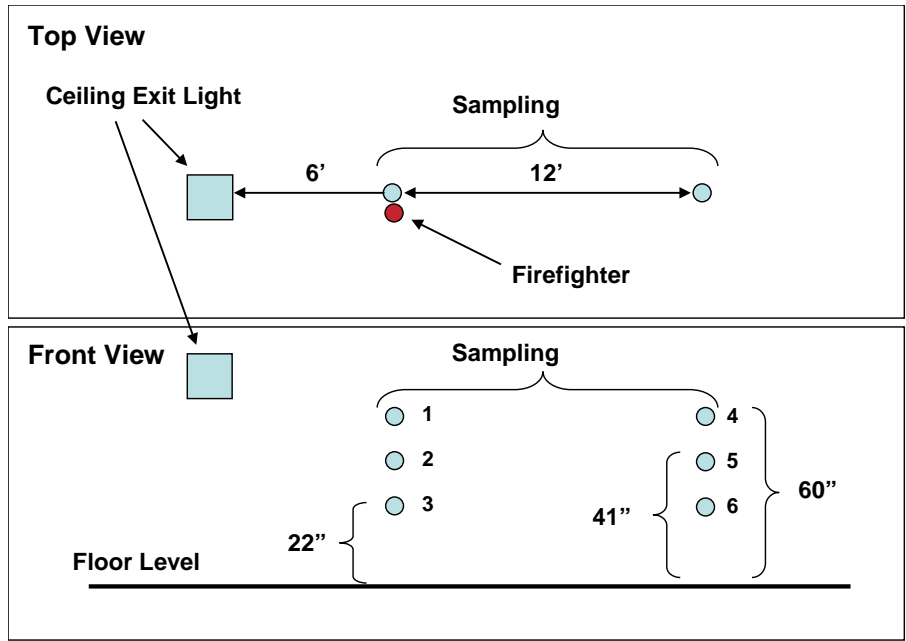 Top View
Ceiling Exit Light
Sampling
6’
12’
Firefighter
Front View
Sampling
1
4
2
5
3
6
60”
41”
22”
Floor Level